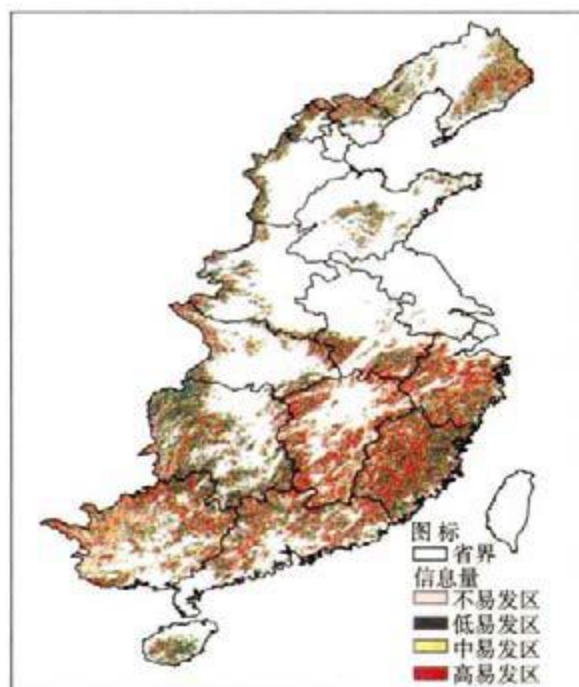 图 标
省界
信息量
不易发区
低易发区
中易发区
高易发区